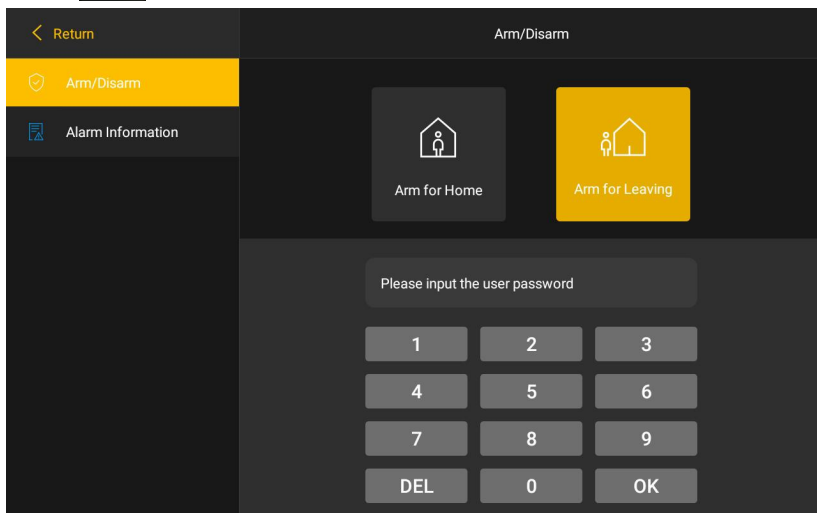 Return
Arm/Disarm
Arm/Disarm
Alarm Information
Arm for Home
Arm for Leaving
Please input the user password
1 2 3
4 5 6
7 8 9
DEL 0 OK